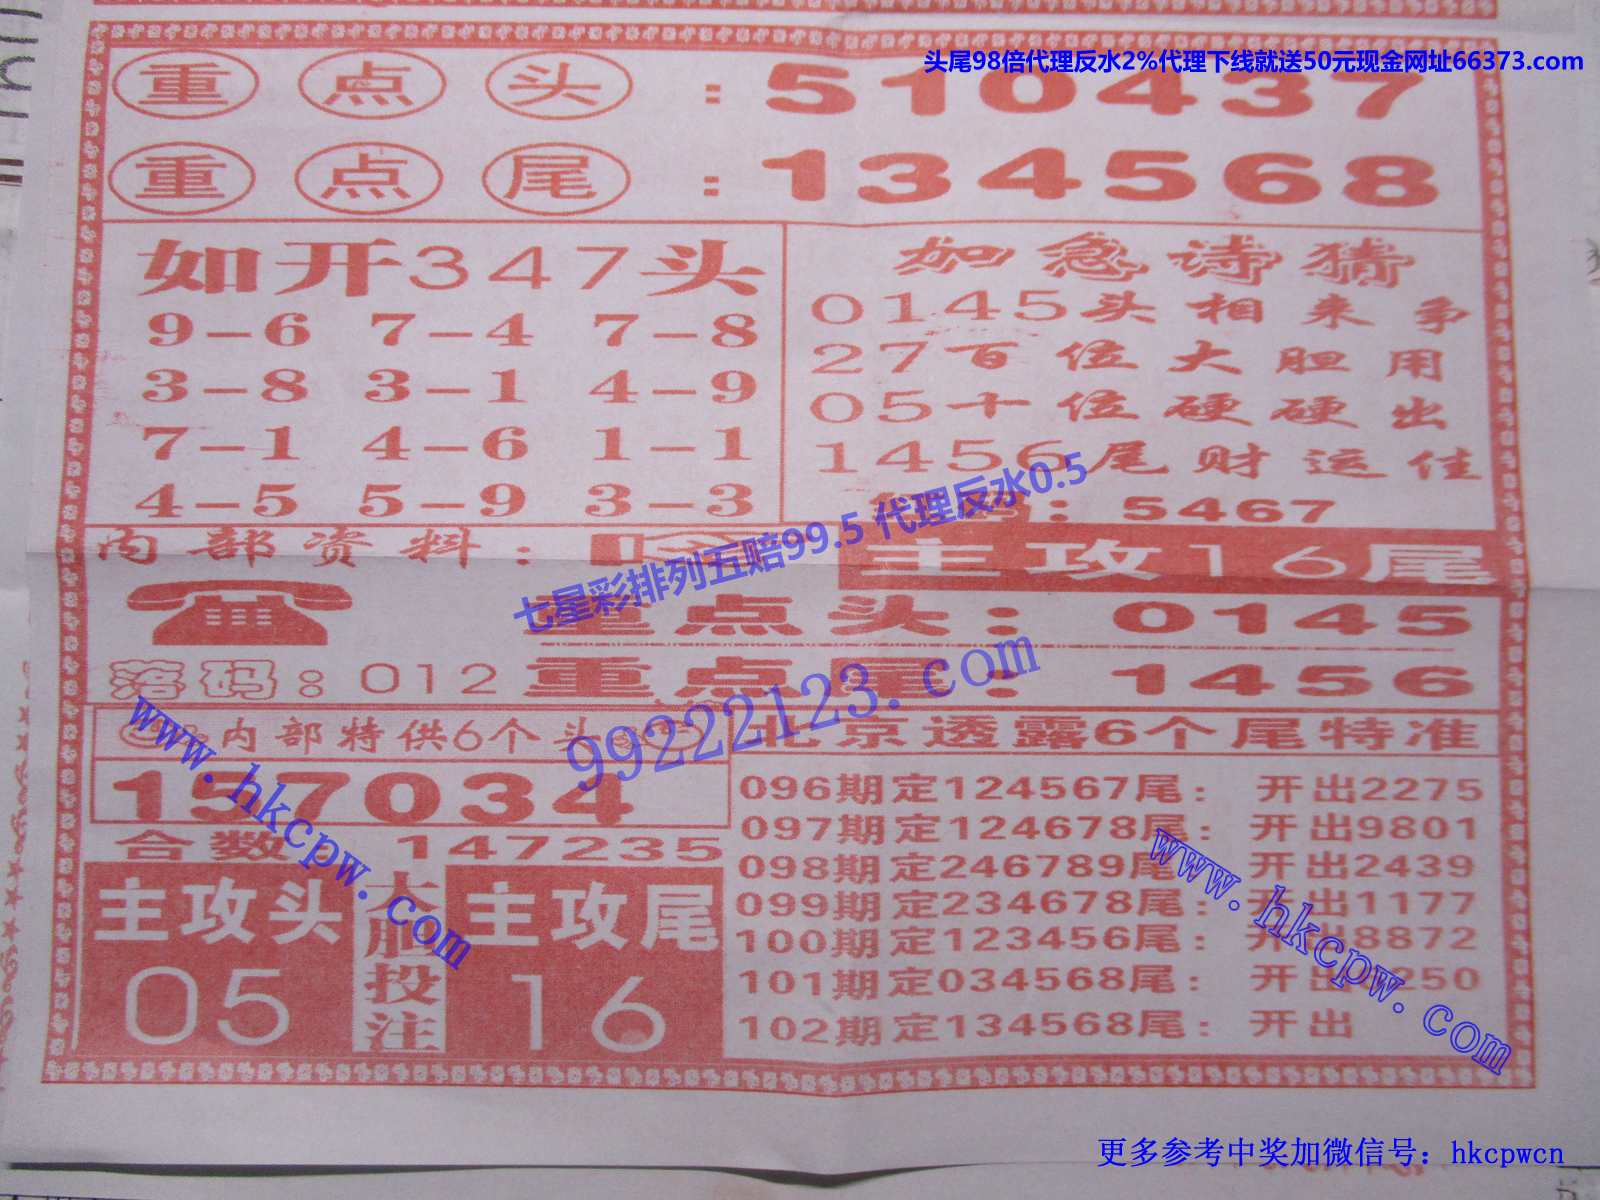 头尾98倍代理反水2%代理下线就送50元现金网址66373.com
重点头：510437
重点尾：134568
如开347头
9-6 7-4 7-8
3-8 3-1 4-9
7-1 4-6 1-1
4-5 5-9 3-3
如急诗猜
0145头相来争
27百位大胆用
05十位硬硬出
1456尾财运佳
码：5467
内部资料：
主攻16尾
七星彩排列五赔99.5 代理反水0.5
重点头：0145
落码：012
重点尾：1456
99222123.com
内部特供6个头
157034
合数 147235
主攻头
05
大胆投注
主攻尾
16
北京透露6个尾特准
096期定124567尾：开出2275
097期定124678尾：开出9801
098期定246789尾：开出2439
099期定234678尾：开出1177
100期定123456尾：开出8872
101期定034568尾：开出 250
102期定134568尾：开出
www.hkcpw.com
www.hkcpw.com
更多参考中奖加微信号：hkcpwcn